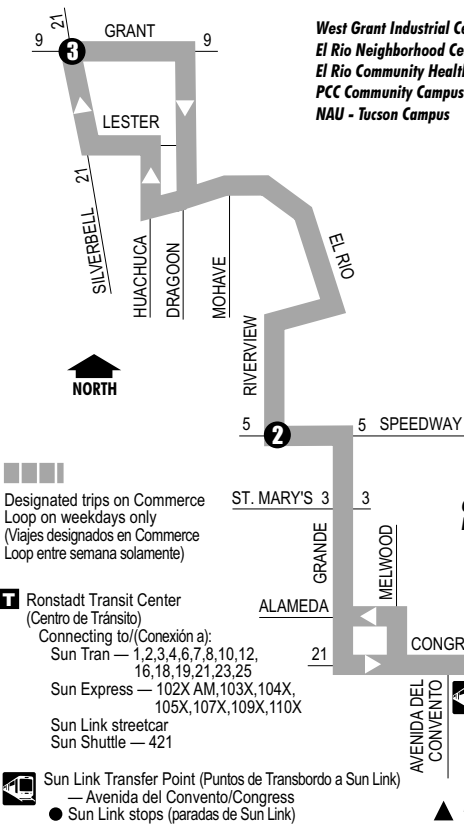 21
9
GRANT
9
3
LESTER
21
SILVERBELL
HUACHUCA
DRAGOON
MOHAVE
EL RIO
NORTH
RIVERVIEW
5
2
5 SPEEDWAY
ST. MARY'S 3
3
GRANDE
MELWOOD
ALAMEDA
21
AVENIDA DEL
CONVENTO
West Grant Industrial
El Rio Neighborhood
El Rio Community
PCC Community Campus
NAU - Tucson Campus
Designated trips on Commerce
Loop on weekdays only
(Viajes designados en Commerce
Loop entre semana solamente)
T Ronstadt Transit Center
(Centro de Tránsito)
Connecting to/(Conexión a):
Sun Tran — 1,2,3,4,6,7,8,10,12,
16,18,19,21,23,25
Sun Express — 102X AM,103X,104X,
105X,107X,109X,110X
Sun Link streetcar
Sun Shuttle — 421
Sun Link Transfer Point (Puntos de Transbordo a Sun Link)
— Avenida del Convento/Congress
● Sun Link stops (paradas de Sun Link)